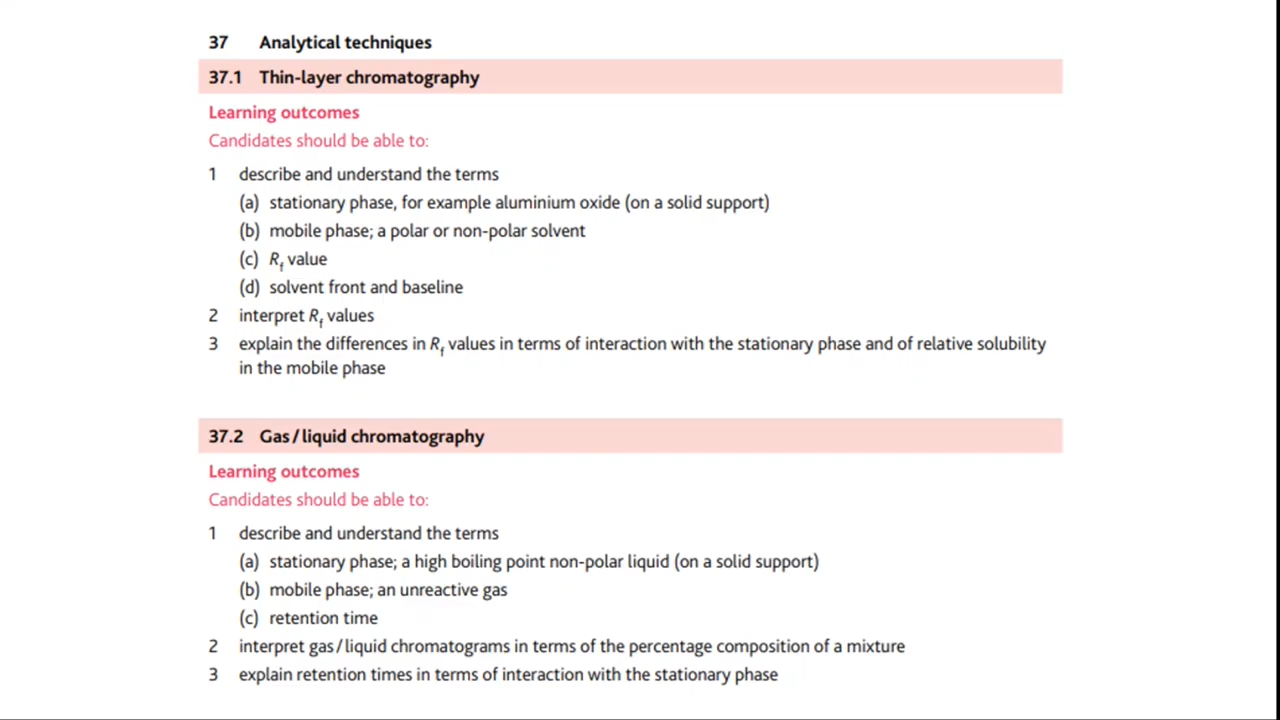 37 Analytical techniques
37.1 Thin-layer chromatography
Learning outcomes
Candidates should be able to:
1 describe and understand the terms
(a) stationary phase, for example aluminium oxide (on a solid support)
(b) mobile phase; a polar or non-polar solvent
(c) Rf value
(d) solvent front and baseline
2 interpret Rf values
3 explain the differences in Rf values in terms of interaction with the stationary phase and of relative solubility
in the mobile phase
37.2 Gas/liquid chromatography
Learning outcomes
Candidates should be able to:
1 describe and understand the terms
(a) stationary phase; a high boiling point non-polar liquid (on a solid support)
(b) mobile phase; an unreactive gas
(c) retention time
2 interpret gas/liquid chromatograms in terms of the percentage composition of a mixture
3 explain retention times in terms of interaction with the stationary phase